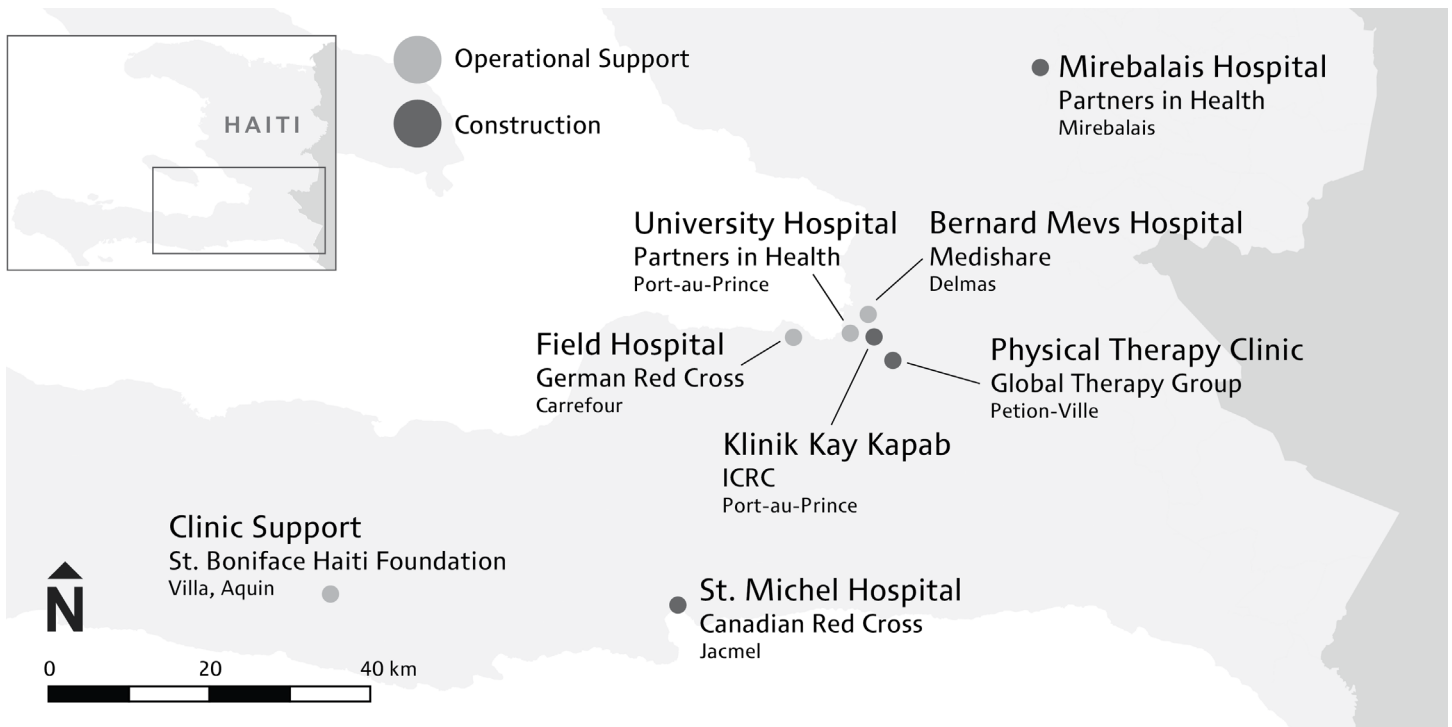 HAITI
Operational Support
Construction
Mirebalais Hospital
Partners in Health
Mirebalais
University Hospital
Partners in Health
Port-au-Prince
Bernard Mevs Hospital
Medishare
Delmas
Field Hospital
German Red Cross
Carrefour
Physical Therapy Clinic
Global Therapy Group
Petion-Ville
Klinik Kay Kapab
ICRC
Port-au-Prince
Clinic Support
St. Boniface Haiti Foundation
Villa, Aquin
St. Michel Hospital
Canadian Red Cross
Jacmel
N
0 20 40 km